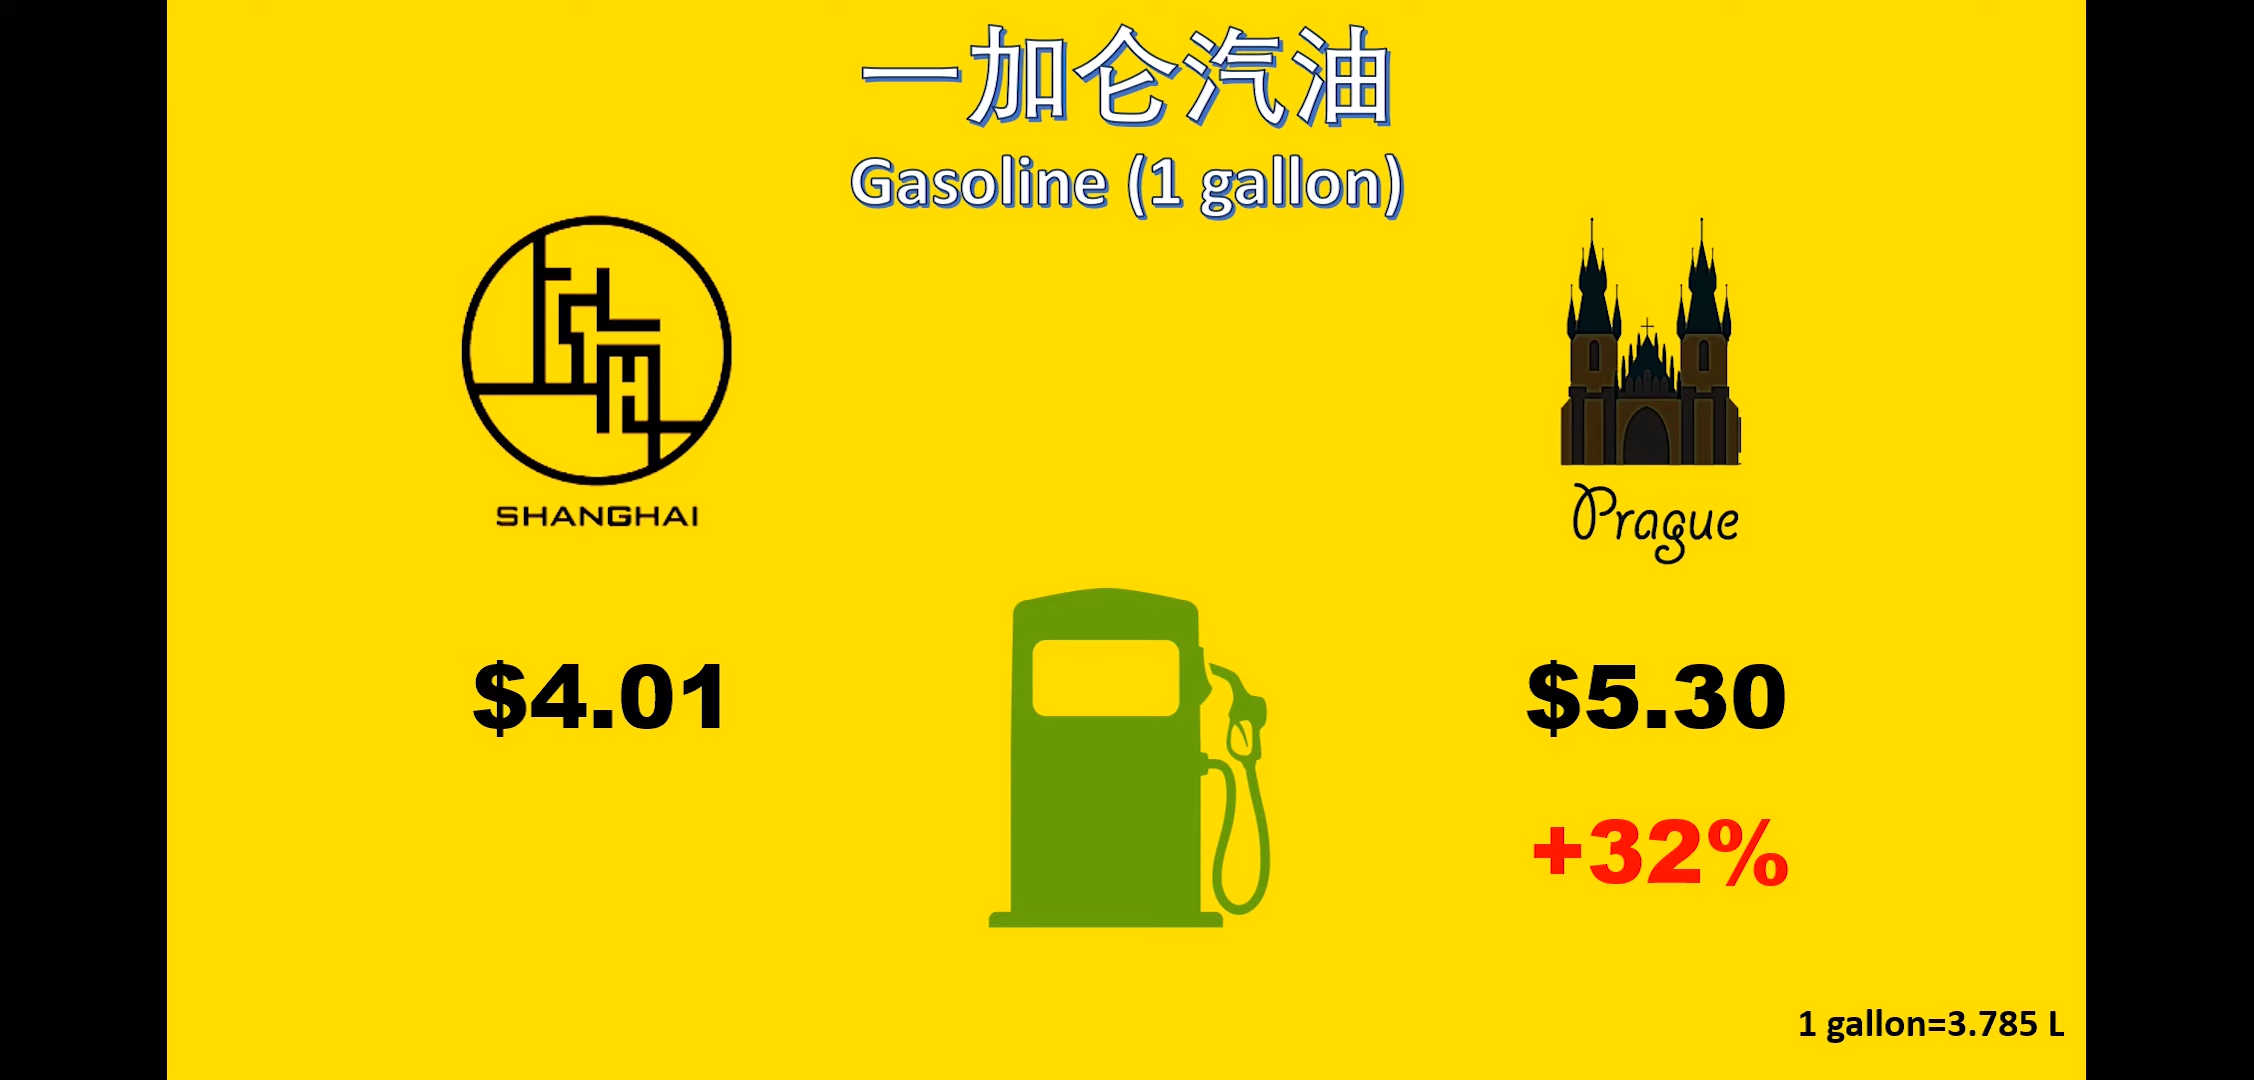 一加仑汽油
Gasoline (1 gallon)
SHANGHAI
Prague
$4.01
$5.30
+32%
1 gallon=3.785 L